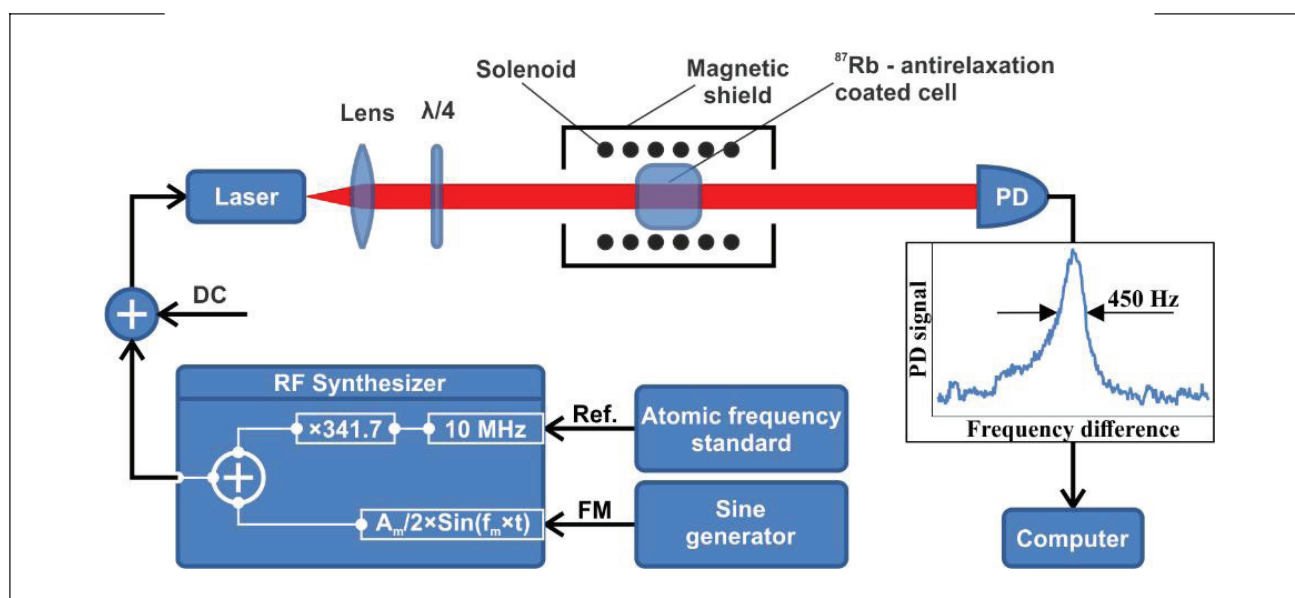 Solenoid
Magnetic
shield
⁸⁷Rb - antirelaxation
coated cell
Lens
λ/4
Laser
PD
DC
PD signal
450 Hz
Frequency difference
RF Synthesizer
×341.7
10 MHz
Ref.
Atomic frequency
standard
Aₘ/2×Sin(fₘ×t)
FM
Sine
generator
Computer